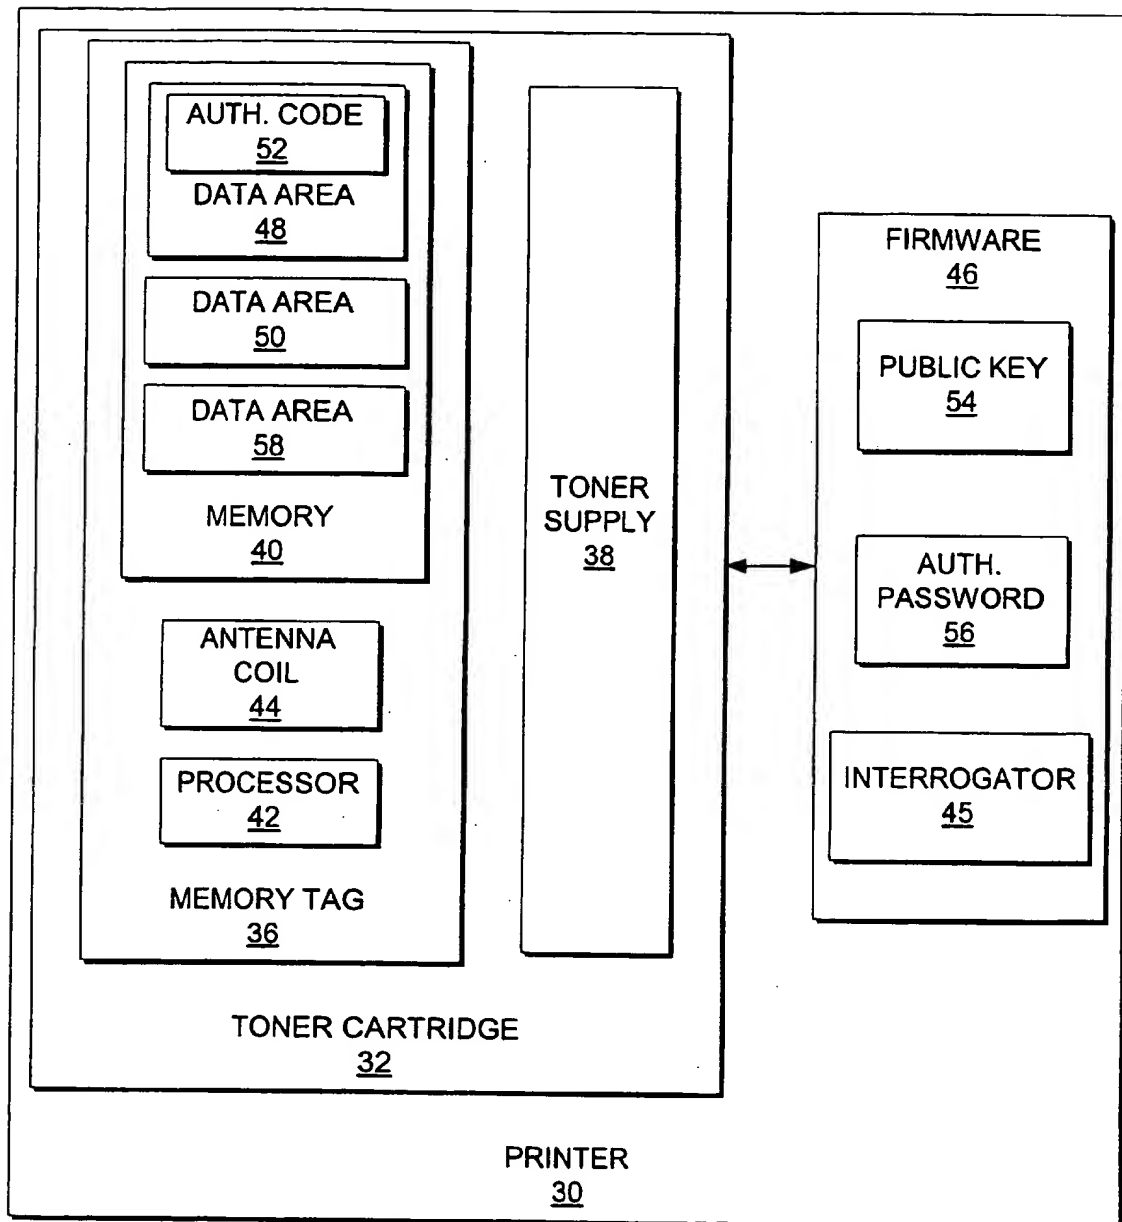 AUTH. CODE
52
DATA AREA
48
DATA AREA
50
DATA AREA
58
MEMORY
40
ANTENNA
COIL
44
PROCESSOR
42
MEMORY TAG
36
TONER
SUPPLY
38
TONER CARTRIDGE
32
FIRMWARE
46
PUBLIC KEY
54
AUTH.
PASSWORD
56
INTERROGATOR
45
PRINTER
30